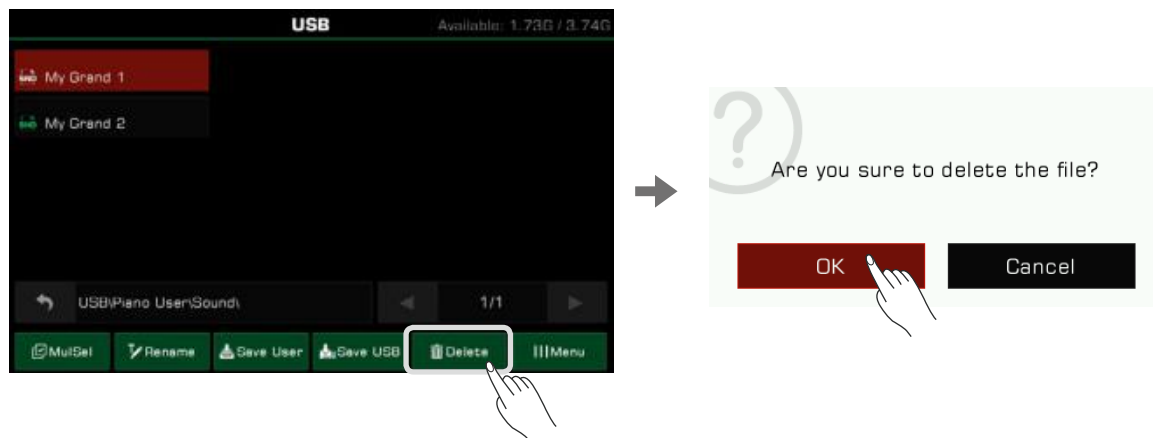 USB
Available: 1.73G / 3.74G
My Grand 1
My Grand 2
USB\Piano User\Sound\
1/1
MulSel
Rename
Save User
Save USB
Delete
Menu
?
Are you sure to delete the file?
OK
Cancel